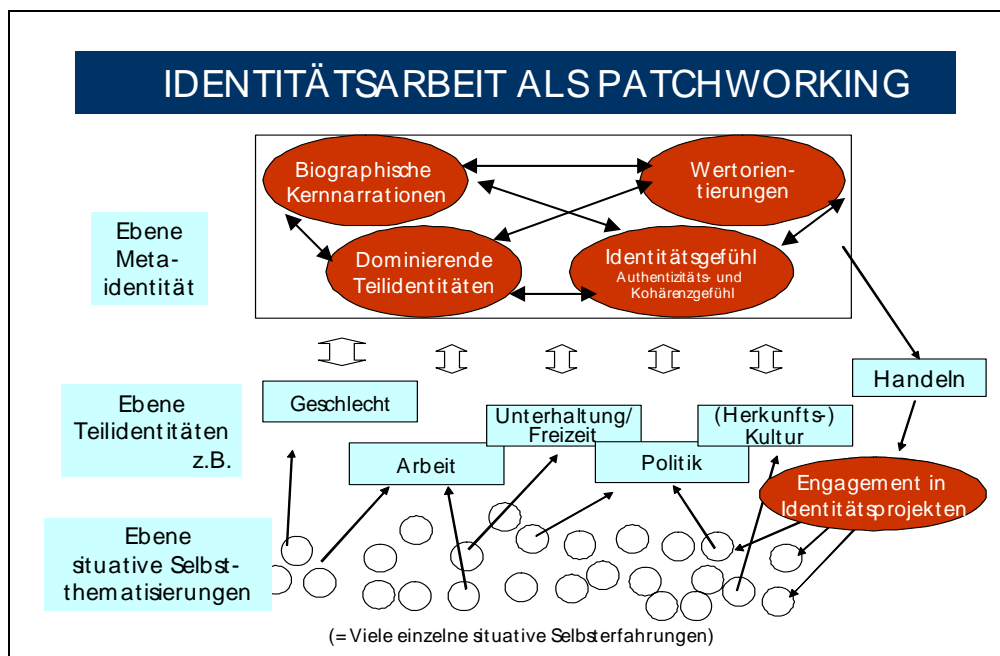 IDENTITÄTSARBEIT ALS PATCHWORKING
Biographische
Kernnarrationen
Wertorien-
tierungen
Ebene
Meta-
identität
Dominierende
Teilidentitäten
Identitätsgefühl
Authentizitäts- und
Kohärenzgefühl
Handeln
Ebene
Teilidentitäten
z.B.
Geschlecht
Arbeit
Unterhaltung/
Freizeit
Politik
(Herkunfts-)
Kultur
Engagement in
Identitätsprojekten
Ebene
situative Selbst-
thematisierungen
(= Viele einzelne situative Selbsterfahrungen)